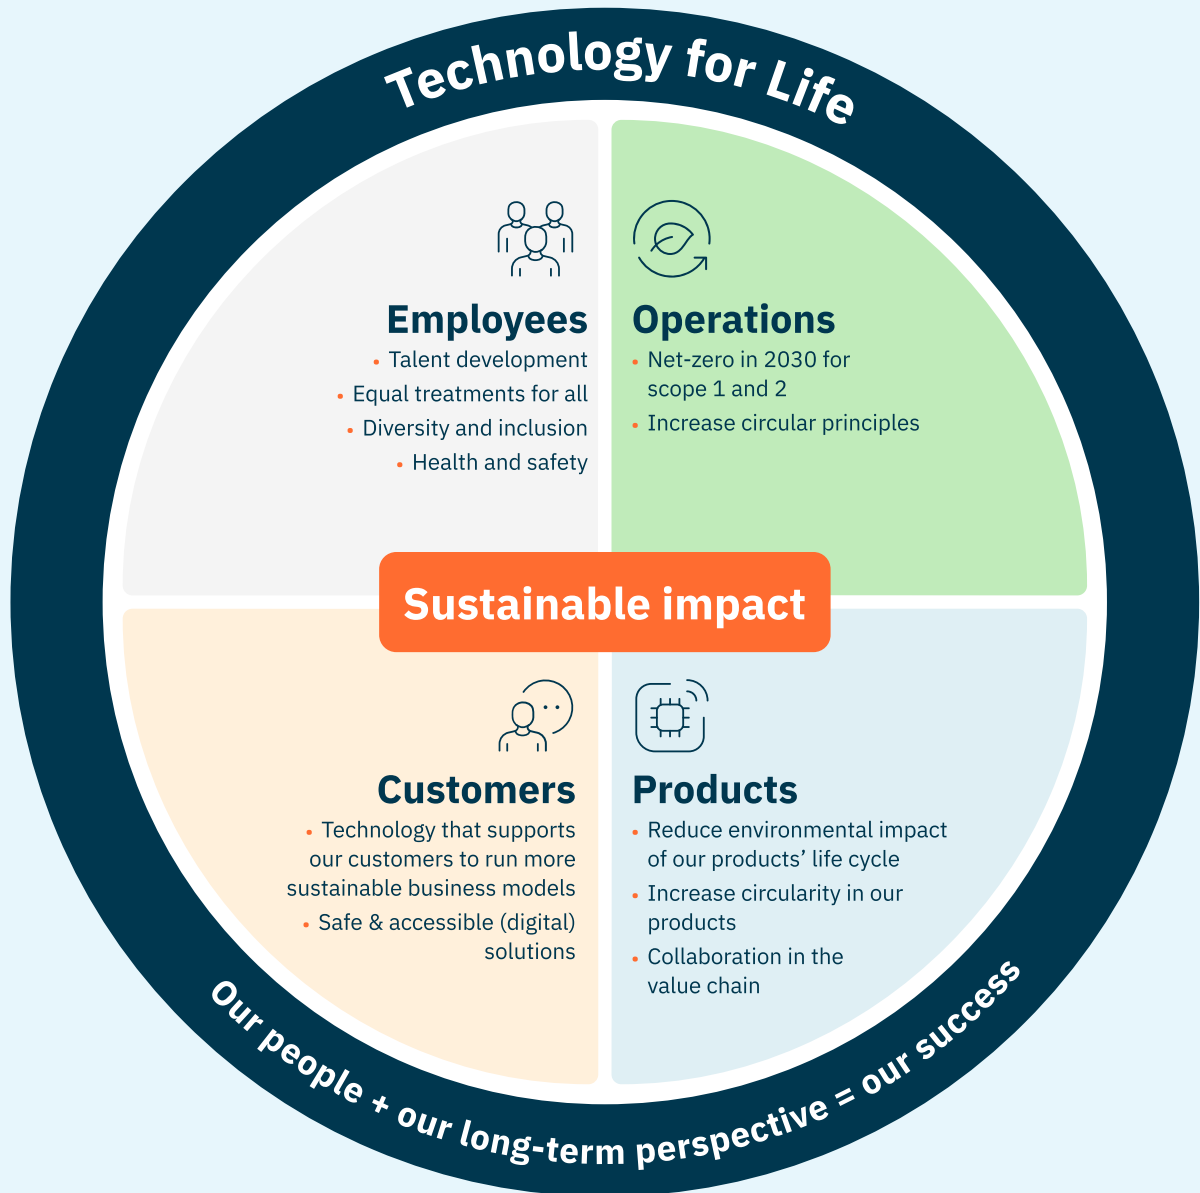 Technology for Life
Employees
• Talent development
• Equal treatments for all
• Diversity and inclusion
• Health and safety
Operations
• Net-zero in 2030 for
scope 1 and 2
• Increase circular principles
Sustainable impact
Customers
• Technology that supports
our customers to run more
sustainable business models
• Safe & accessible (digital)
solutions
Products
• Reduce environmental impact
of our products’ life cycle
• Increase circularity in our
products
• Collaboration in the
value chain
Our people + our long-term perspective = our success